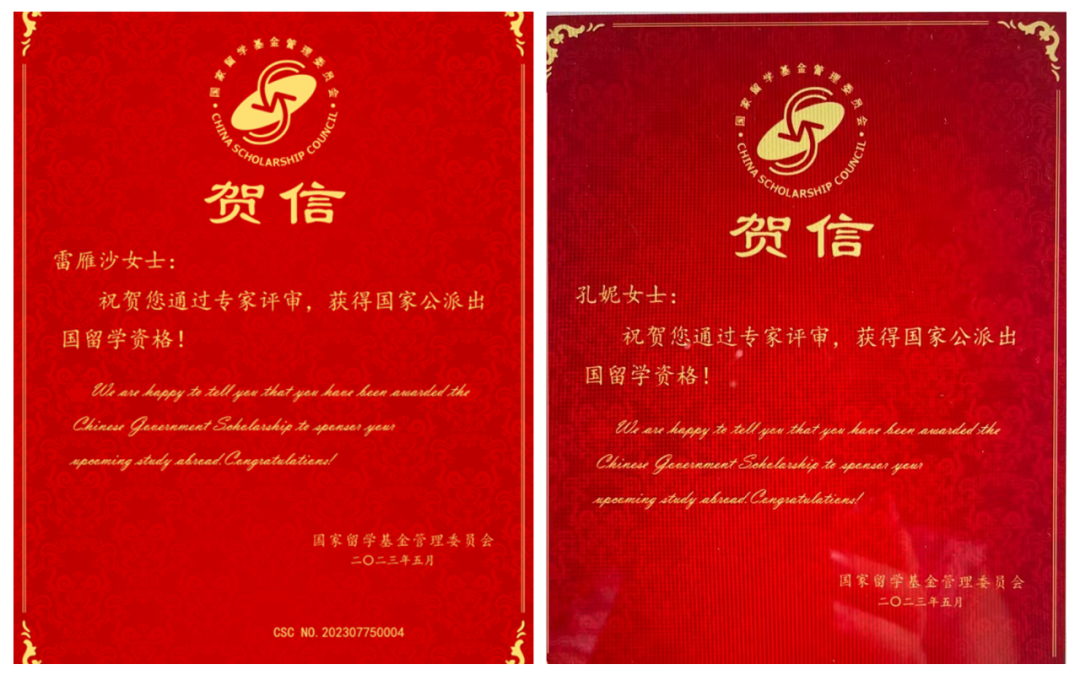 国家留学基金管理委员会
CHINA SCHOLARSHIP COUNCIL
贺信
雷雁沙女士：
祝贺您通过专家评审，获得国家公派出
国留学资格！
We are happy to tell you that you have been awarded the
Chinese Government Scholarship to sponsor your
upcoming study abroad.Congratulations!
国家留学基金管理委员会
二〇二三年五月
CSC NO.202307750004
国家留学基金管理委员会
CHINA SCHOLARSHIP COUNCIL
贺信
孔妮女士：
祝贺您通过专家评审，获得国家公派出
国留学资格！
We are happy to tell you that you have been awarded the
Chinese Government Scholarship to sponsor your
upcoming study abroad.Congratulations!
国家留学基金管理委员会
二〇二三年五月